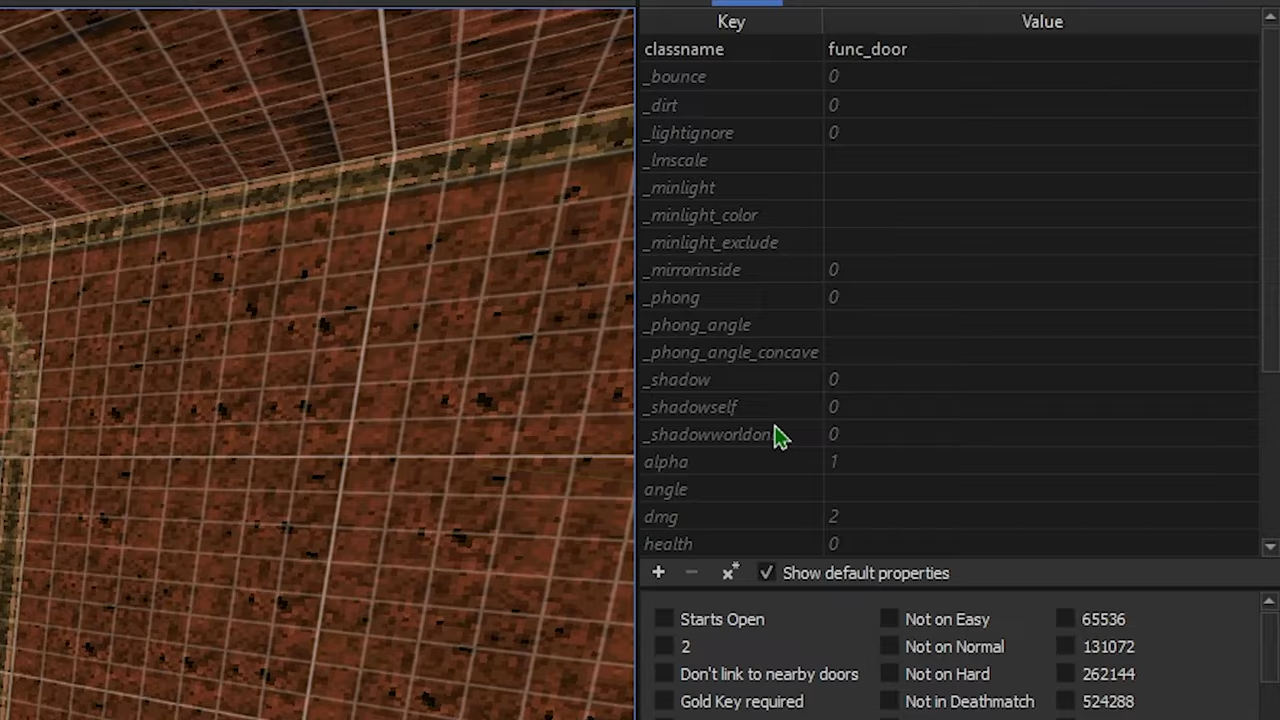 Key Value
classname func_door
_bounce 0
_dirt 0
_lightignore 0
_lmscale
_minlight
_minlight_color
_minlight_exclude
_mirrorinside 0
_phong 0
_phong_angle
_phong_angle_concave
_shadow 0
_shadowself 0
_shadowworldon 0
alpha 1
angle
dmg 2
health 0
+ − x* Show default properties
Starts Open Not on Easy 65536
2 Not on Normal 131072
Don't link to nearby doors Not on Hard 262144
Gold Key required Not in Deathmatch 524288